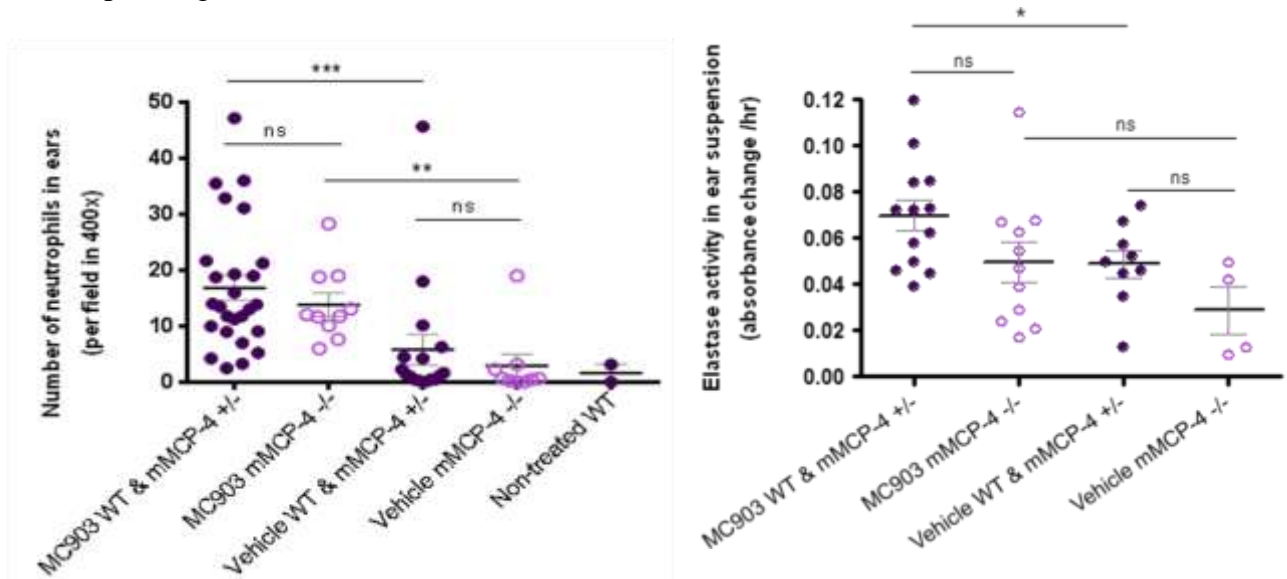 Number of neutrophils in ears
(per field in 400x)
50
40
30
20
10
0
***
ns
**
ns
MC903 WT & mMCP-4 +/-
MC903 mMCP-4 -/-
Vehicle WT & mMCP-4 +/-
Vehicle mMCP-4 -/-
Non-treated WT
Elastase activity in ear suspension
(absorbance change /hr)
0.12
0.10
0.08
0.06
0.04
0.02
0.00
*
ns
ns
ns
MC903 WT & mMCP-4 +/-
MC903 mMCP-4 -/-
Vehicle WT & mMCP-4 +/-
Vehicle mMCP-4 -/-